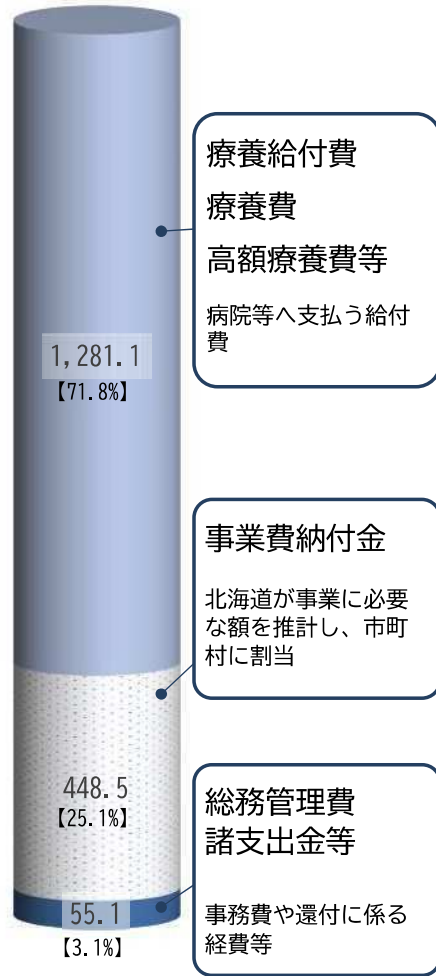 療養給付費
療養費
高額療養費等
病院等へ支払う給付
費
1,281.1
【71.8%】
事業費納付金
北海道が事業に必要
な額を推計し、市町
村に割当
448.5
【25.1%】
総務管理費
諸支出金等
事務費や還付に係る
経費等
55.1
【3.1%】